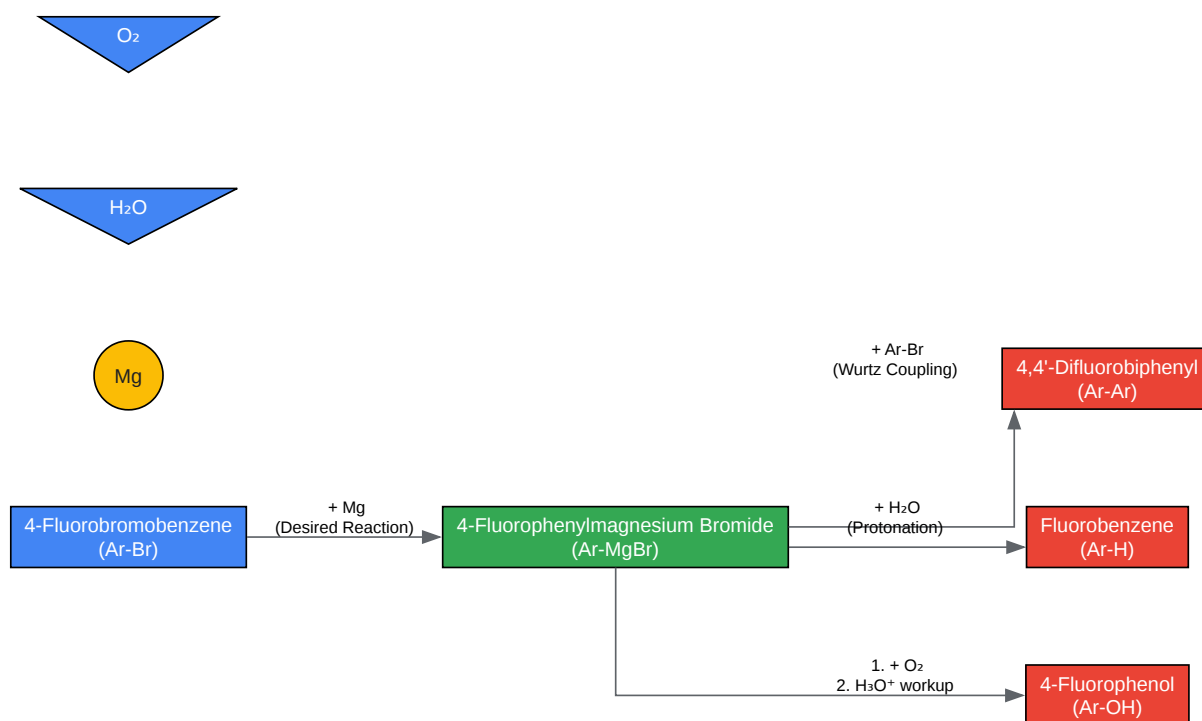 O₂
H₂O
Mg
+ Ar-Br
(Wurtz Coupling)
4,4'-Difluorobiphenyl
(Ar-Ar)
4-Fluorobromobenzene
(Ar-Br)
+ Mg
(Desired Reaction)
4-Fluorophenylmagnesium Bromide
(Ar-MgBr)
+ H₂O
(Protonation)
Fluorobenzene
(Ar-H)
1. + O₂
2. H₃O⁺ workup
4-Fluorophenol
(Ar-OH)